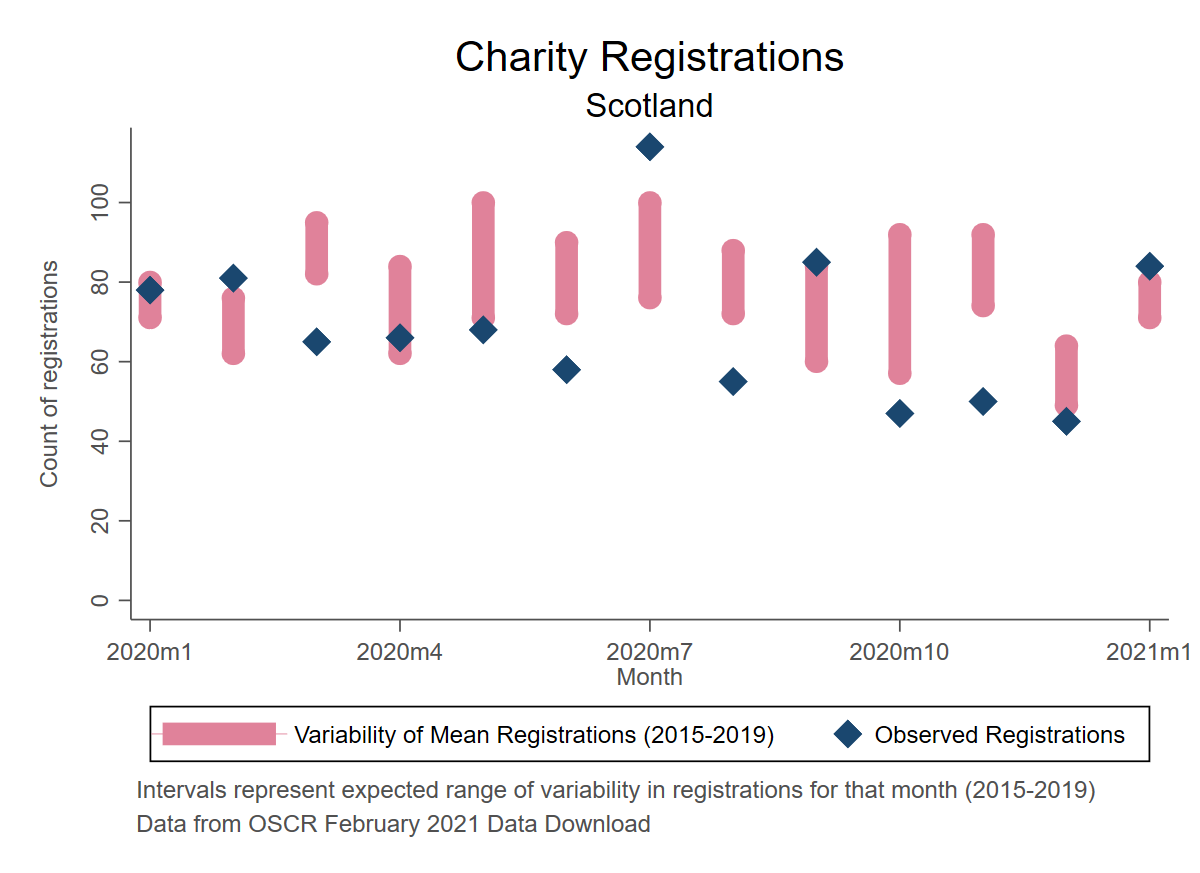 Charity Registrations
Scotland
Count of registrations
100
80
60
40
20
0
2020m1 2020m4 2020m7 2020m10 2021m1
Month
Variability of Mean Registrations (2015-2019) Observed Registrations
Intervals represent expected range of variability in registrations for that month (2015-2019)
Data from OSCR February 2021 Data Download